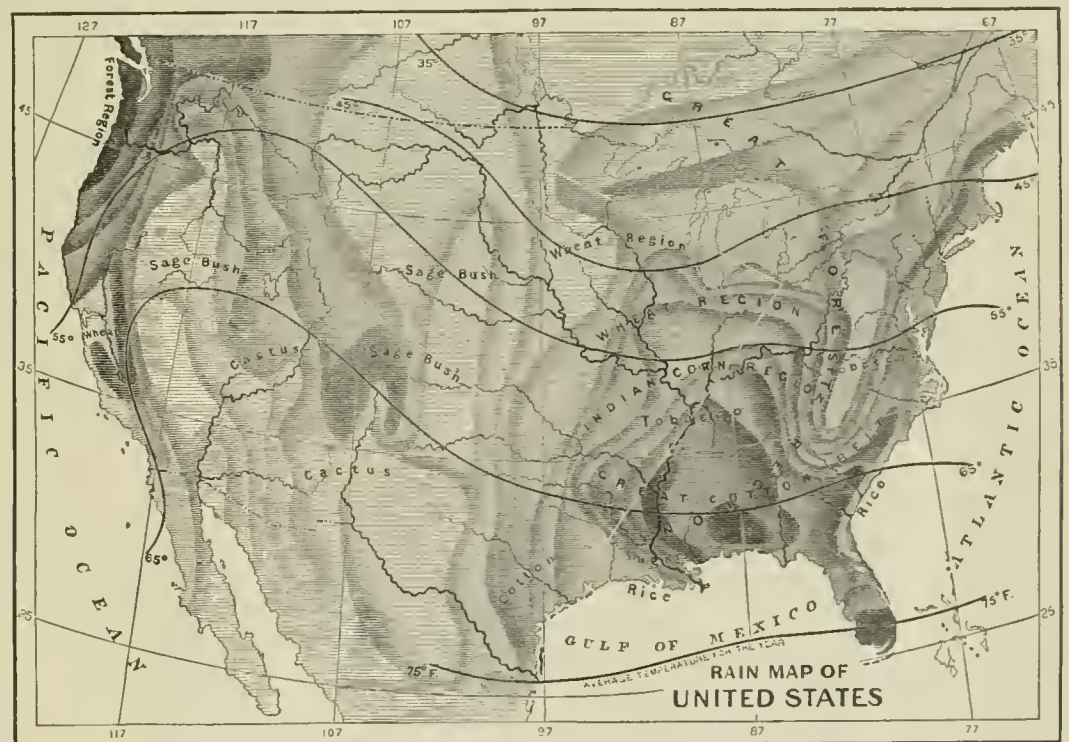 127 117 107 97 87 77 67
35° 35°
45 45
45°
45°
Forest Region
GREAT FOREST
Wheat Region
Sage Bush
Sage Bush
WHEAT REGION
PACIFIC OCEAN
ATLANTIC OCEAN
55° 55°
35 35
Cactus
Sage Bush
INDIAN CORN REGION
Tobacco
Cactus
GREAT COTTON BELT
65° 65°
Rice
Cotton
Rice
25 25
GULF OF MEXICO
75° F. 75° F.
AVERAGE TEMPERATURE FOR THE YEAR
RAIN MAP OF
UNITED STATES
117 107 97 87 77